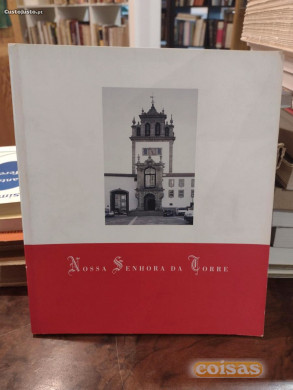 CustoJusto.pt
NOSSA SENHORA DA TORRE
coisas